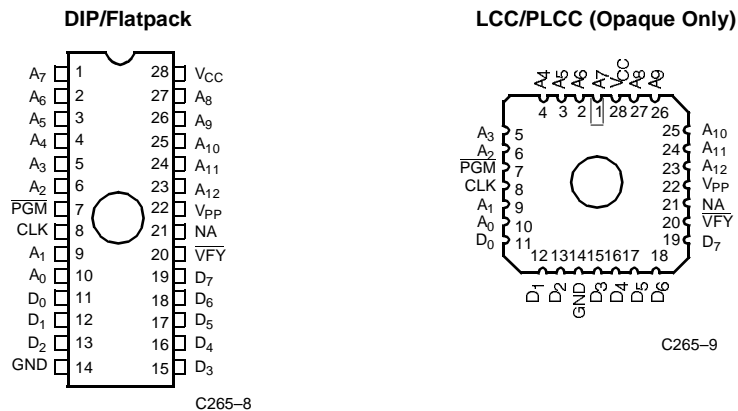 DIP/Flatpack
A7 1 28 VCC
A6 2 27 A8
A5 3 26 A9
A4 4 25 A10
A3 5 24 A11
A2 6 23 A12
PGM 7 22 VPP
CLK 8 21 NA
A1 9 20 VFY
A0 10 19 D7
D0 11 18 D6
D1 12 17 D5
D2 13 16 D4
GND 14 15 D3
C265–8
LCC/PLCC (Opaque Only)
A4 A5 A6 A7 VCC A8 A9
4 3 2 1 28 27 26
A3 5 25 A10
A2 6 24 A11
PGM 7 23 A12
CLK 8 22 VPP
A1 9 21 NA
A0 10 20 VFY
D0 11 19 D7
12 13 14 15 16 17 18
D1 D2 GND D3 D4 D5 D6
C265–9